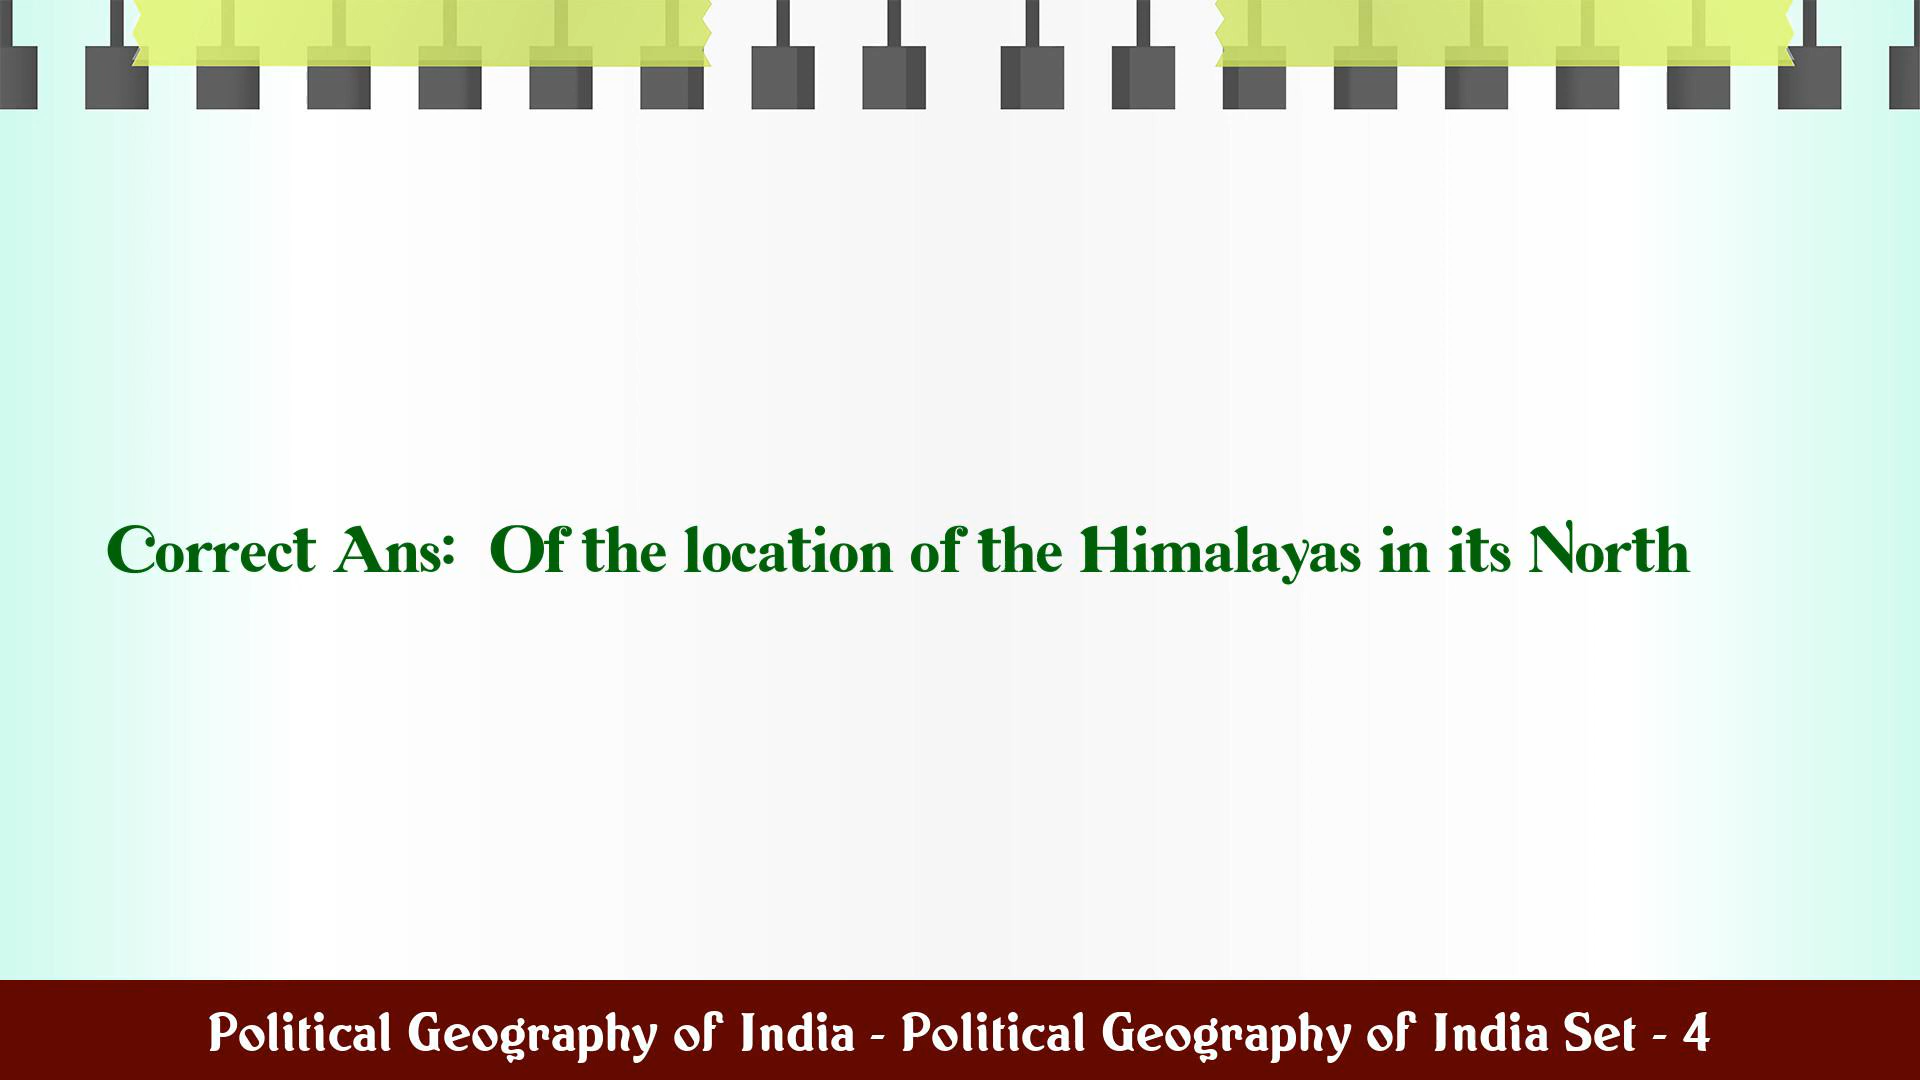 Correct Ans: Of the location of the Himalayas in its North
Political Geography of India - Political Geography of India Set - 4